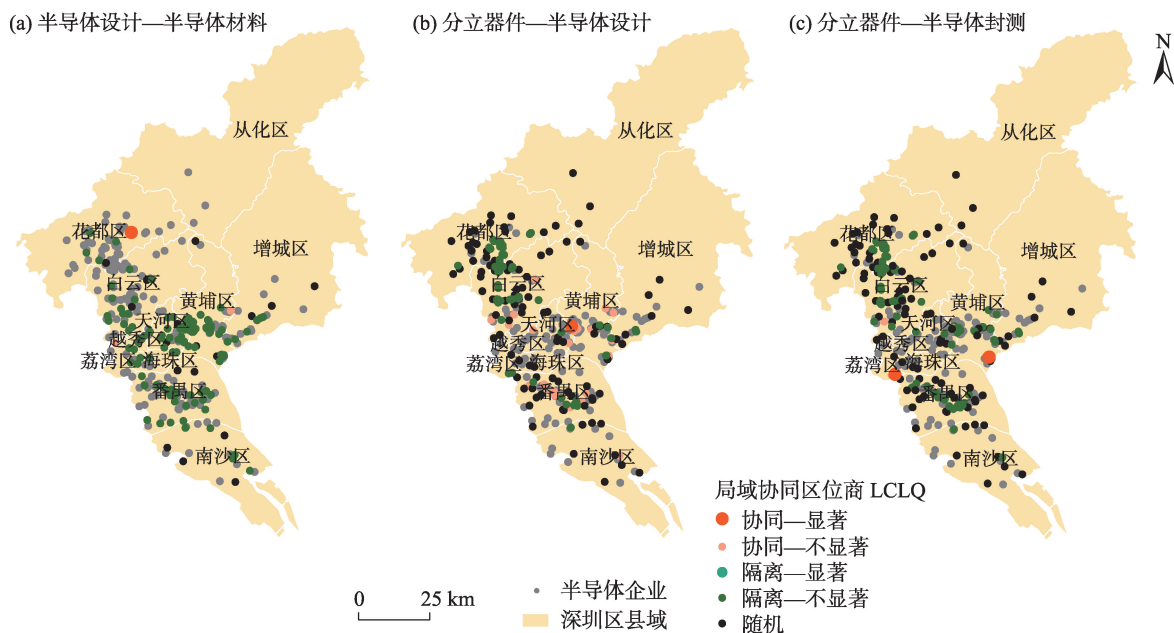 (a) 半导体设计—半导体材料
(b) 分立器件—半导体设计
(c) 分立器件—半导体封测
N
从化区
花都区
增城区
白云区
黄埔区
天河区
越秀区
荔湾区
海珠区
番禺区
南沙区
从化区
花都区
增城区
白云区
黄埔区
天河区
越秀区
荔湾区
海珠区
番禺区
南沙区
从化区
花都区
增城区
白云区
黄埔区
天河区
越秀区
荔湾区
海珠区
番禺区
南沙区
0 25 km
半导体企业
深圳区县域
局域协同区位商 LCLQ
协同—显著
协同—不显著
隔离—显著
隔离—不显著
随机